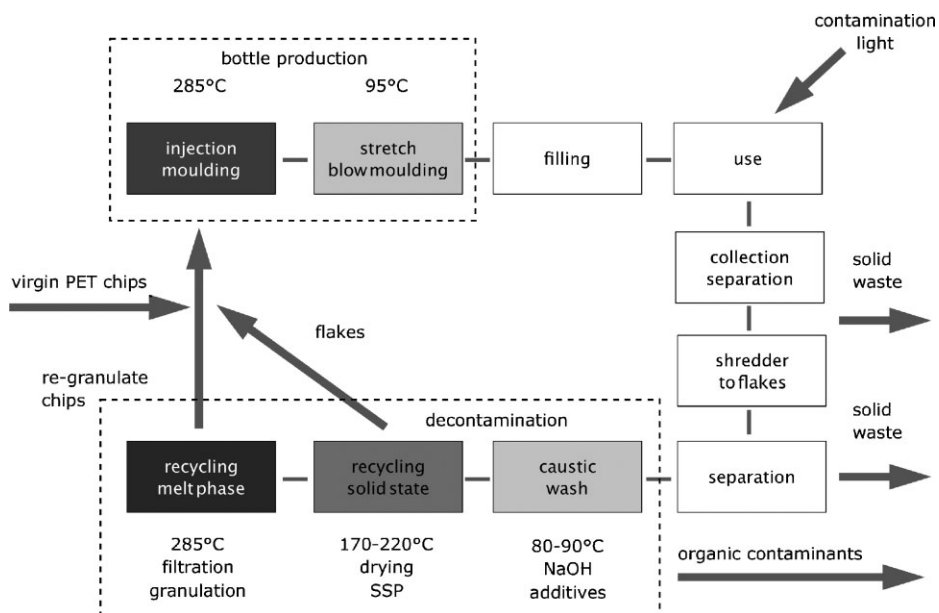 contamination
light
bottle production
285°C
95°C
injection
moulding
stretch
blow moulding
filling
use
collection
separation
solid
waste
virgin PET chips
flakes
shredder
to flakes
re-granulate
chips
decontamination
solid
waste
recycling
melt phase
recycling
solid state
caustic
wash
separation
285°C
filtration
granulation
170-220°C
drying
SSP
80-90°C
NaOH
additives
organic contaminants